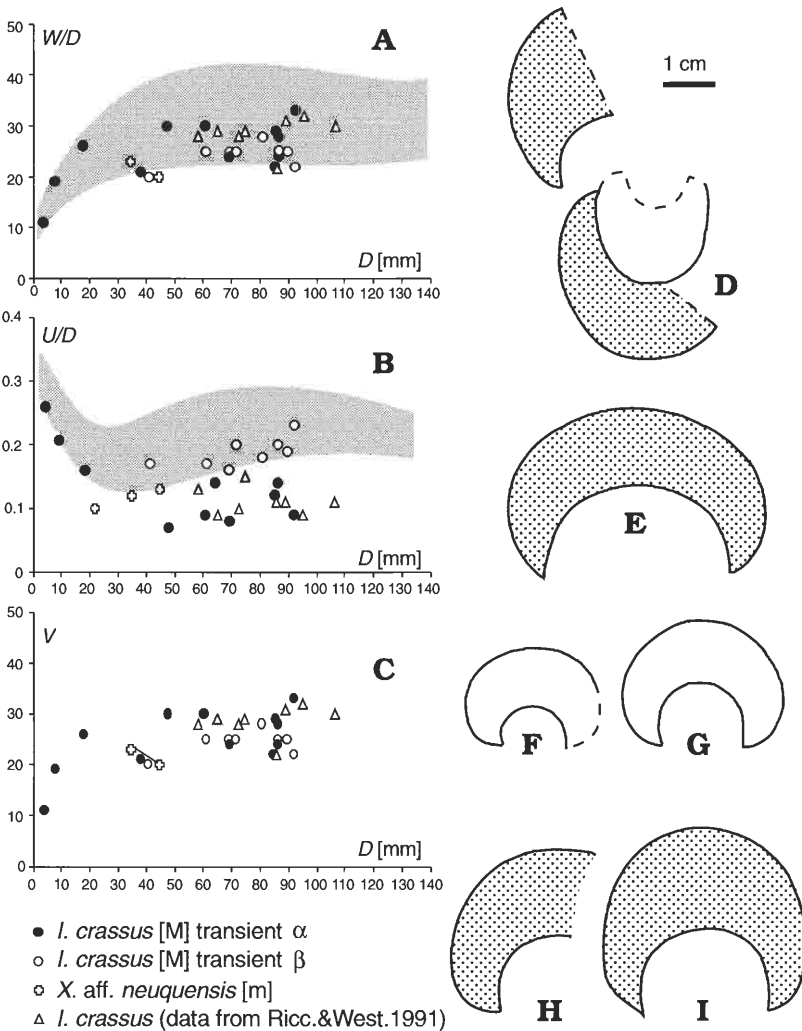 W/D
A
50
40
30
20
10
0
D [mm]
0 10 20 30 40 50 60 70 80 90 100 110 120 130 140
U/D
B
0.4
0.3
0.2
0.1
0
D [mm]
0 10 20 30 40 50 60 70 80 90 100 110 120 130 140
V
C
50
40
30
20
10
0
D [mm]
0 10 20 30 40 50 60 70 80 90 100 110 120 130 140
I. crassus [M] transient α
I. crassus [M] transient β
X. aff. neuquensis [m]
I. crassus (data from Ricc.&West.1991)
1 cm
D
E
F
G
H
I